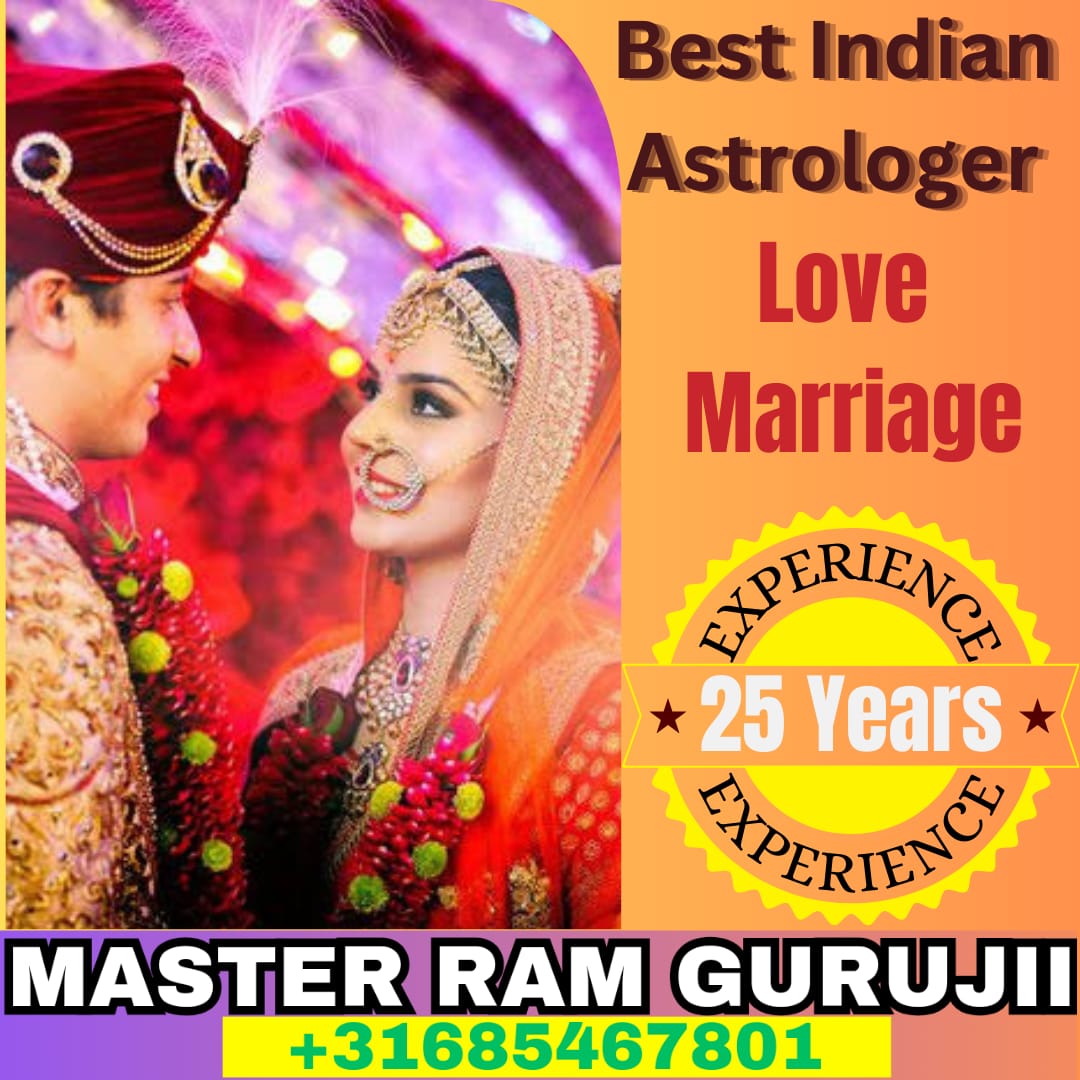 Best Indian
Astrologer
Love
Marriage
EXPERIENCE
25 Years
EXPERIENCE
MASTER RAM GURUJII
+31685467801